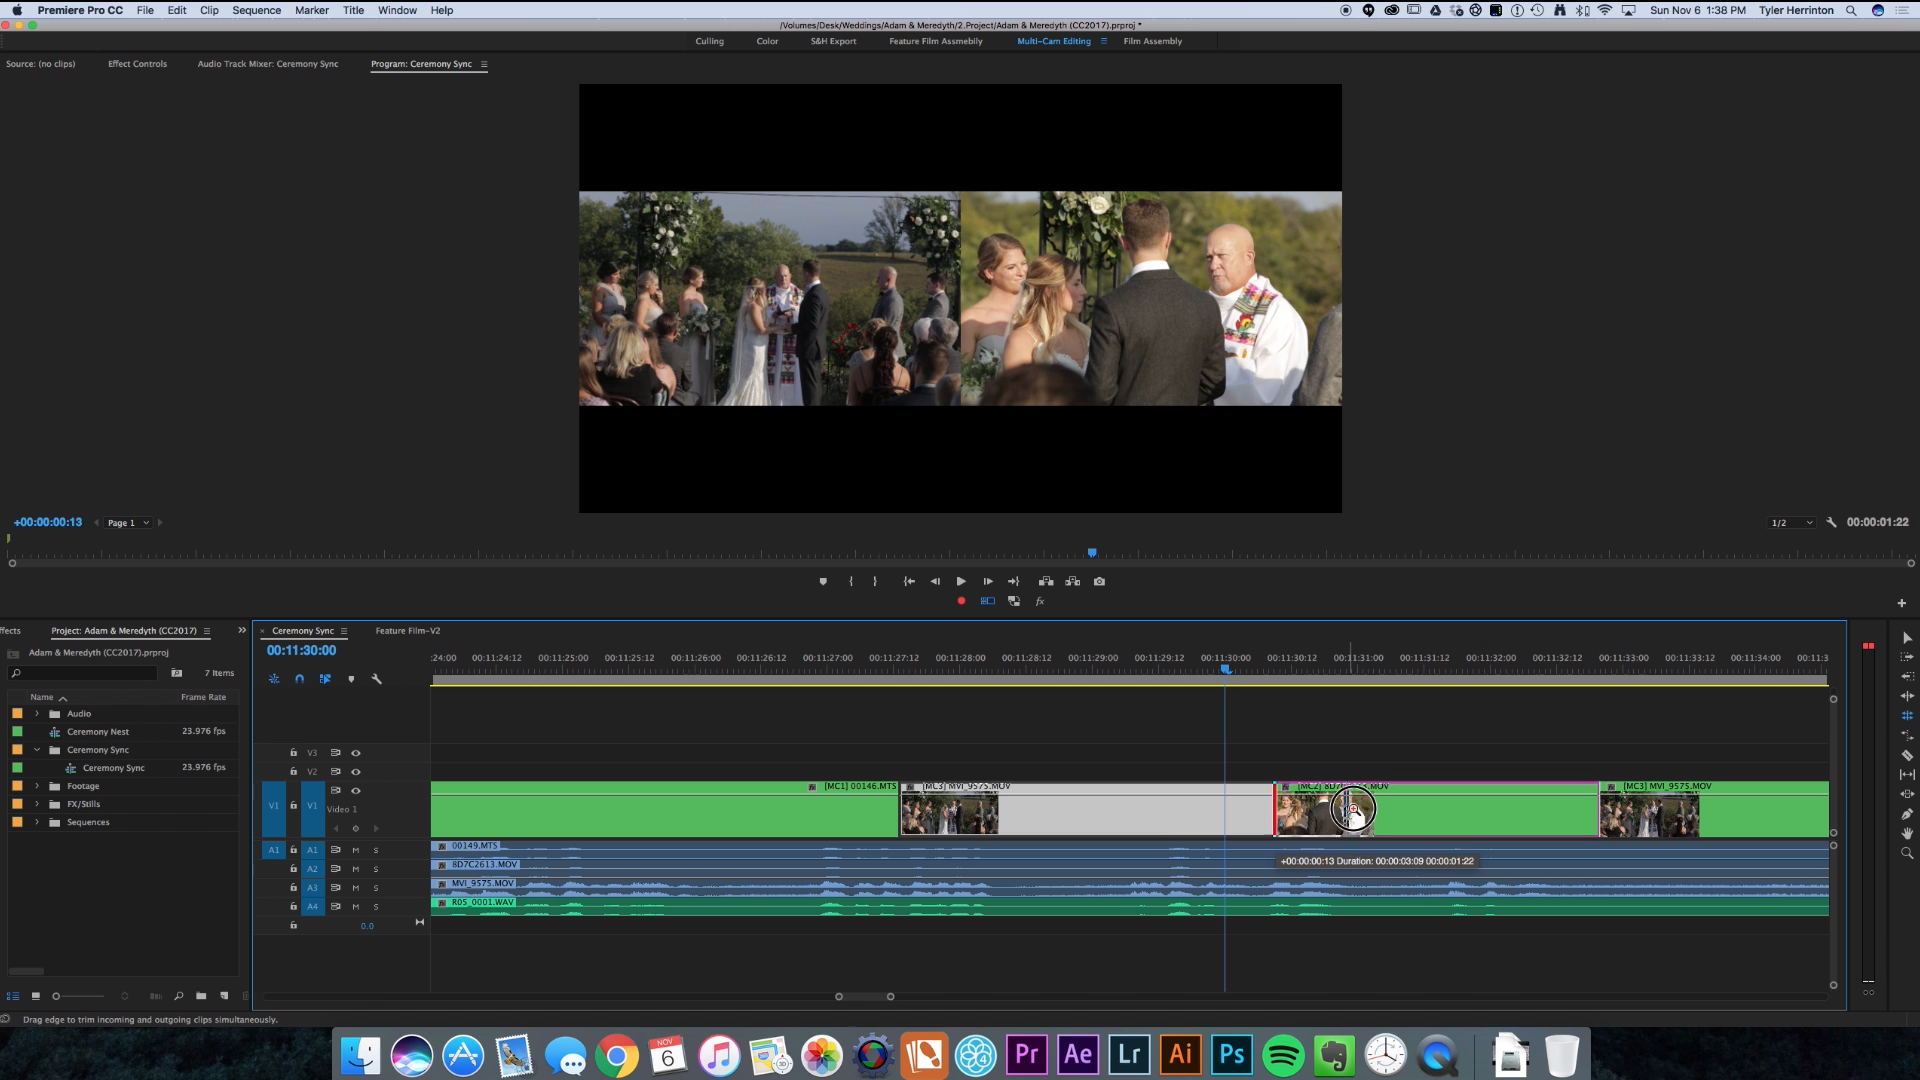 Premiere Pro CC File Edit Clip Sequence Marker Title Window Help Sun Nov 6 1:38 PM Tyler Herrinton
/Volumes/Desk/Weddings/Adam & Meredyth/2.Project/Adam & Meredyth (CC2017).prproj *
Culling Color S&H Export Feature Film Assmebily Multi-Cam Editing Film Assembly
Source: (no clips) Effect Controls Audio Track Mixer: Ceremony Sync Program: Ceremony Sync
+00:00:00:13 Page 1 1/2 00:00:01:22
fx
ffects Project: Adam & Meredyth (CC2017) Ceremony Sync Feature Film-V2
Adam & Meredyth (CC2017).prproj 00:11:30:00
:24:00 00:11:24:12 00:11:25:00 00:11:25:12 00:11:26:00 00:11:26:12 00:11:27:00 00:11:27:12 00:11:28:00 00:11:28:12 00:11:29:00 00:11:29:12 00:11:30:00 00:11:30:12 00:11:31:00 00:11:31:12 00:11:32:00 00:11:32:12 00:11:33:00 00:11:33:12 00:11:34:00 00:11:3
7 Items
Name Frame Rate
Audio
Ceremony Nest 23.976 fps
Ceremony Sync
Ceremony Sync 23.976 fps
Footage
FX/Stills
Sequences
V3
V2
V1 V1 [MC1] 00146.MTS [MC3] MVI_9575.MOV [MC3] MVI_9575.MOV
Video 1
A1 A1 M S 00149.MTS
A2 M S 8D7C2613.MOV
+00:00:00:13 Duration: 00:00:03:09 00:00:01:22
A3 M S MVI_9575.MOV
A4 M S R05_0001.WAV
0.0
Drag edge to trim incoming and outgoing clips simultaneously.
NOV
6
Pr Ae Lr Ai Ps